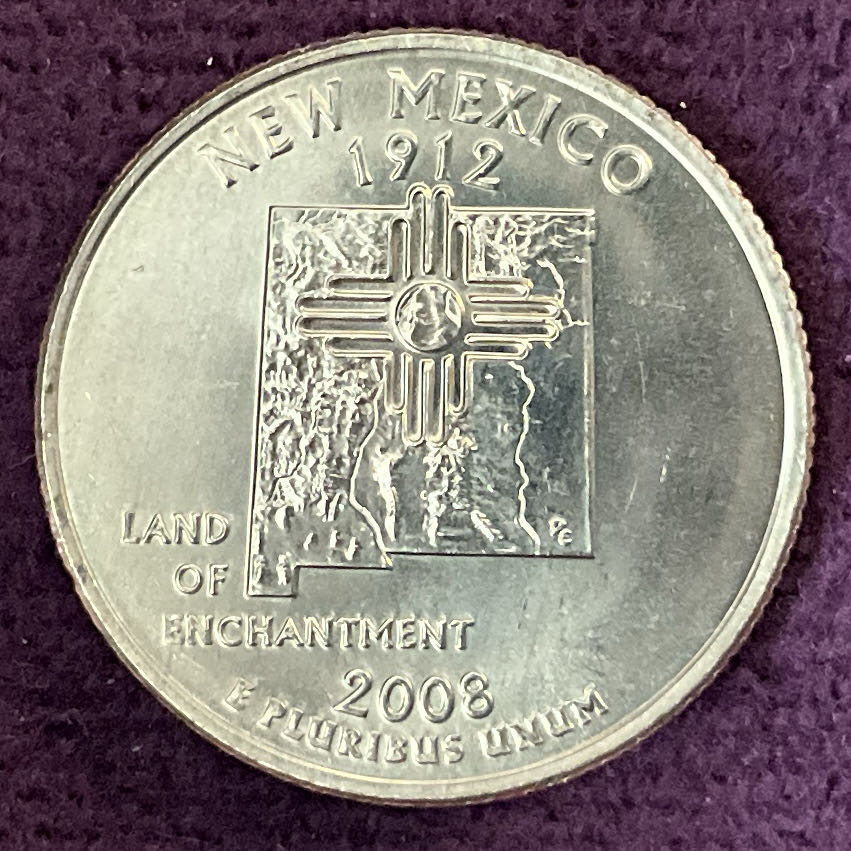 NEW MEXICO
1912
LAND
OF
ENCHANTMENT
2008
E PLURIBUS UNUM